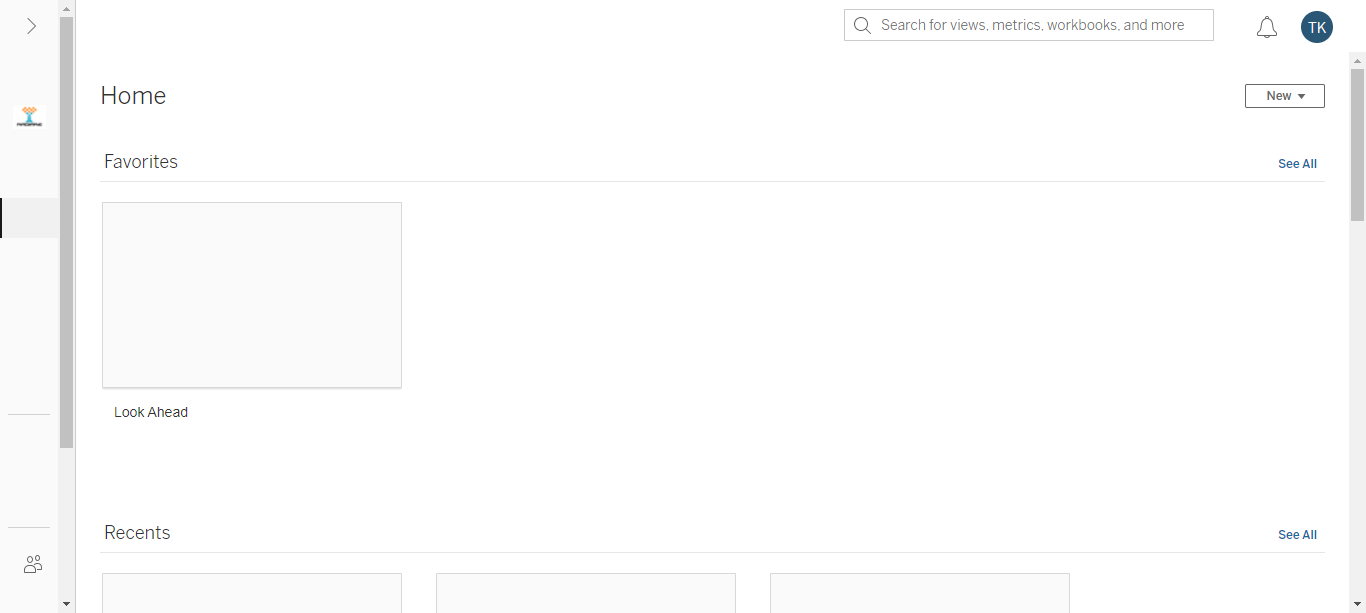 Search for views, metrics, workbooks, and more
TK
Home
New
Favorites
See All
Look Ahead
Recents
See All